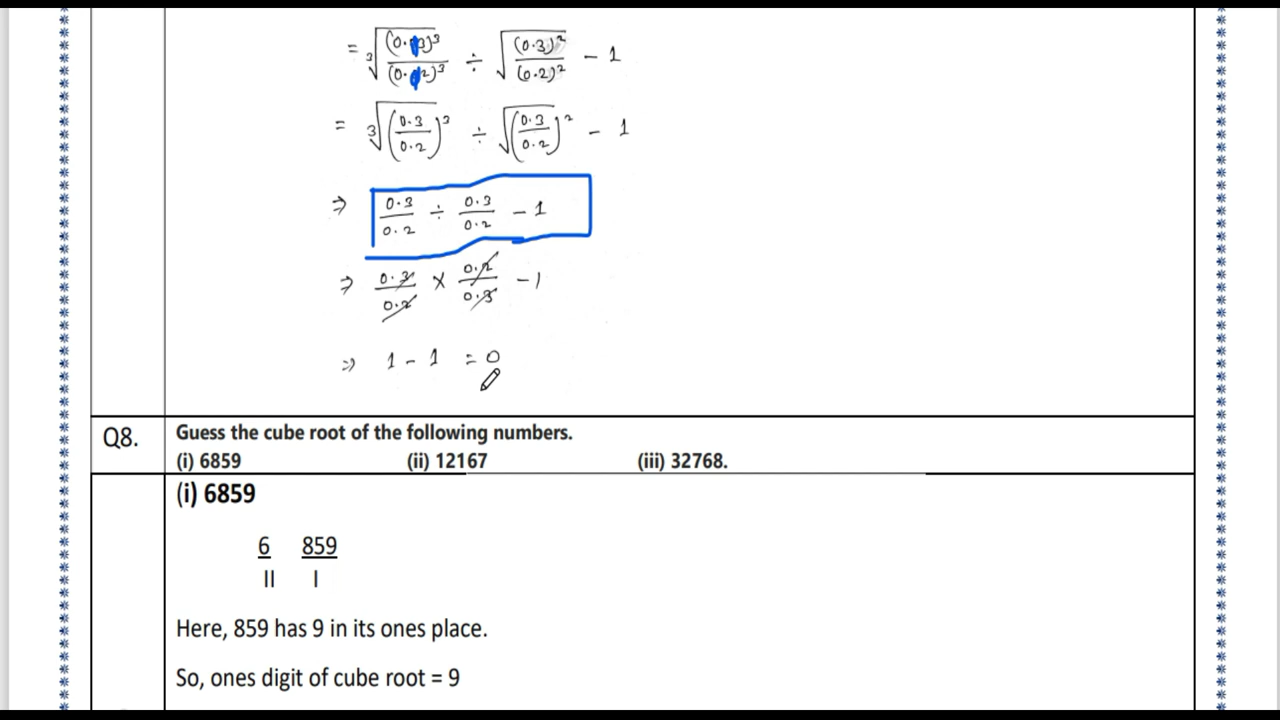 = ∛((0.3)³/(0.2)³) ÷ √((0.3)²/(0.2)²) − 1
= ∛(0.3/0.2)³ ÷ √(0.3/0.2)² − 1
⇒ 0.3/0.2 ÷ 0.3/0.2 − 1
⇒ 0.3/0.2 × 0.2/0.3 − 1
⇒ 1 − 1 = 0
Q8. Guess the cube root of the following numbers.
(i) 6859 (ii) 12167 (iii) 32768.
(i) 6859
6 859
II I
Here, 859 has 9 in its ones place.
So, ones digit of cube root = 9